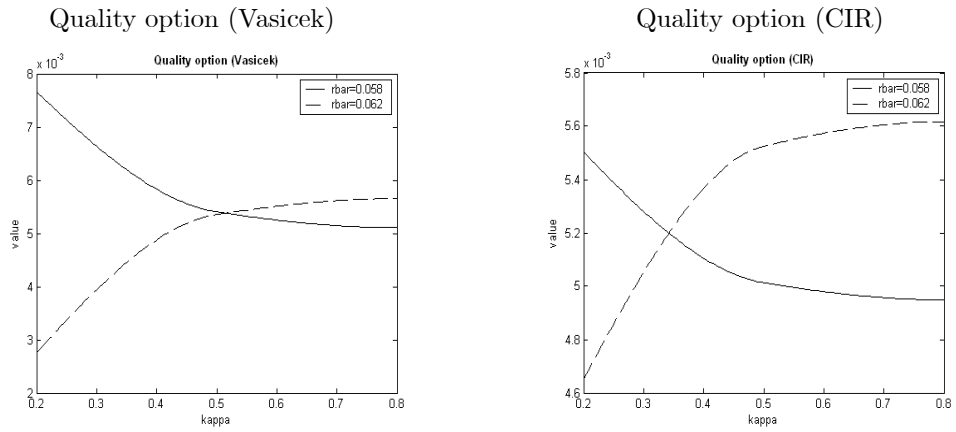 Quality option (Vasicek)
Quality option (CIR)
x 10⁻³
Quality option (Vasicek)
rbar=0.058
rbar=0.062
8
7
6
5
4
3
2
value
0.2 0.3 0.4 0.5 0.6 0.7 0.8
kappa
x 10⁻³
Quality option (CIR)
rbar=0.058
rbar=0.062
5.8
5.6
5.4
5.2
5
4.8
4.6
value
0.2 0.3 0.4 0.5 0.6 0.7 0.8
kappa